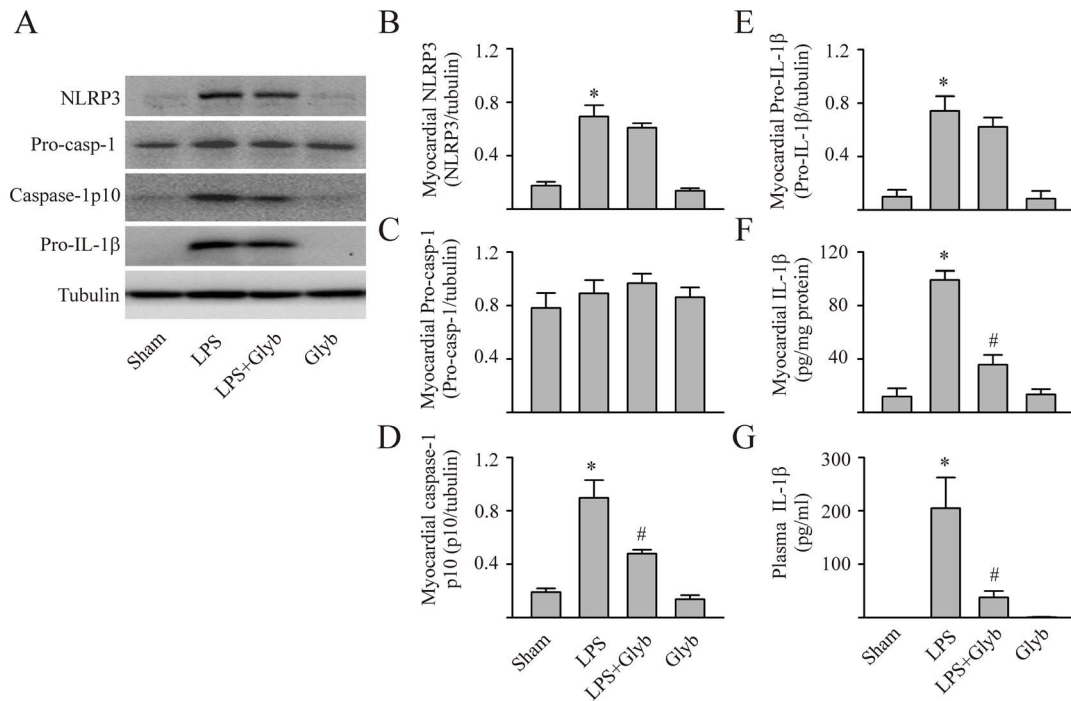 A
NLRP3
Pro-casp-1
Caspase-1p10
Pro-IL-1β
Tubulin
Sham
LPS
LPS+Glyb
Glyb
B
Myocardial NLRP3
(NLRP3/tubulin)
1.2
0.8
0.4
*
C
Myocardial Pro-casp-1
(Pro-casp-1/tubulin)
1.2
0.8
0.4
D
Myocardial caspase-1
p10 (p10/tubulin)
1.2
0.8
0.4
*
#
Sham
LPS
LPS+Glyb
Glyb
E
Myocardial Pro-IL-1β
(Pro-IL-1β/tubulin)
1.2
0.8
0.4
*
F
Myocardial IL-1β
(pg/mg protein)
120
80
40
*
#
G
Plasma IL-1β
(pg/ml)
300
200
100
*
#
Sham
LPS
LPS+Glyb
Glyb